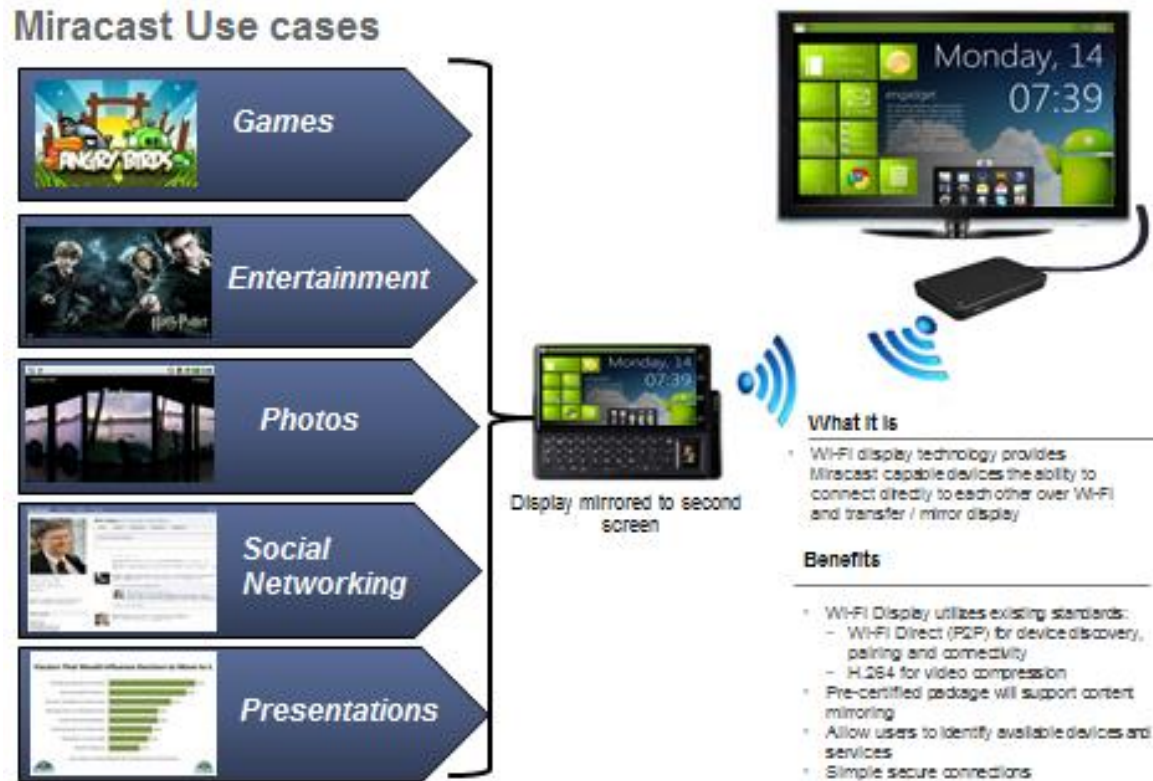 Miracast Use cases
Games
ANGRY BIRDS
Entertainment
Photos
Social
Networking
Presentations
Monday, 14
07:39
Display mirrored to second
screen
Monday, 14
07:39
engadget
What it is
Wi-Fi display technology provides
Miracast capable devices the ability to
connect directly to each other over Wi-Fi
and transfer / mirror display
Benefits
Wi-Fi Display utilizes existing standards:
– Wi-Fi Direct (P2P) for device discovery,
pairing and connectivity
– H.264 for video compression
Pre-certified package will support content
mirroring
Allow users to identify available devices and
services
Simple secure connections